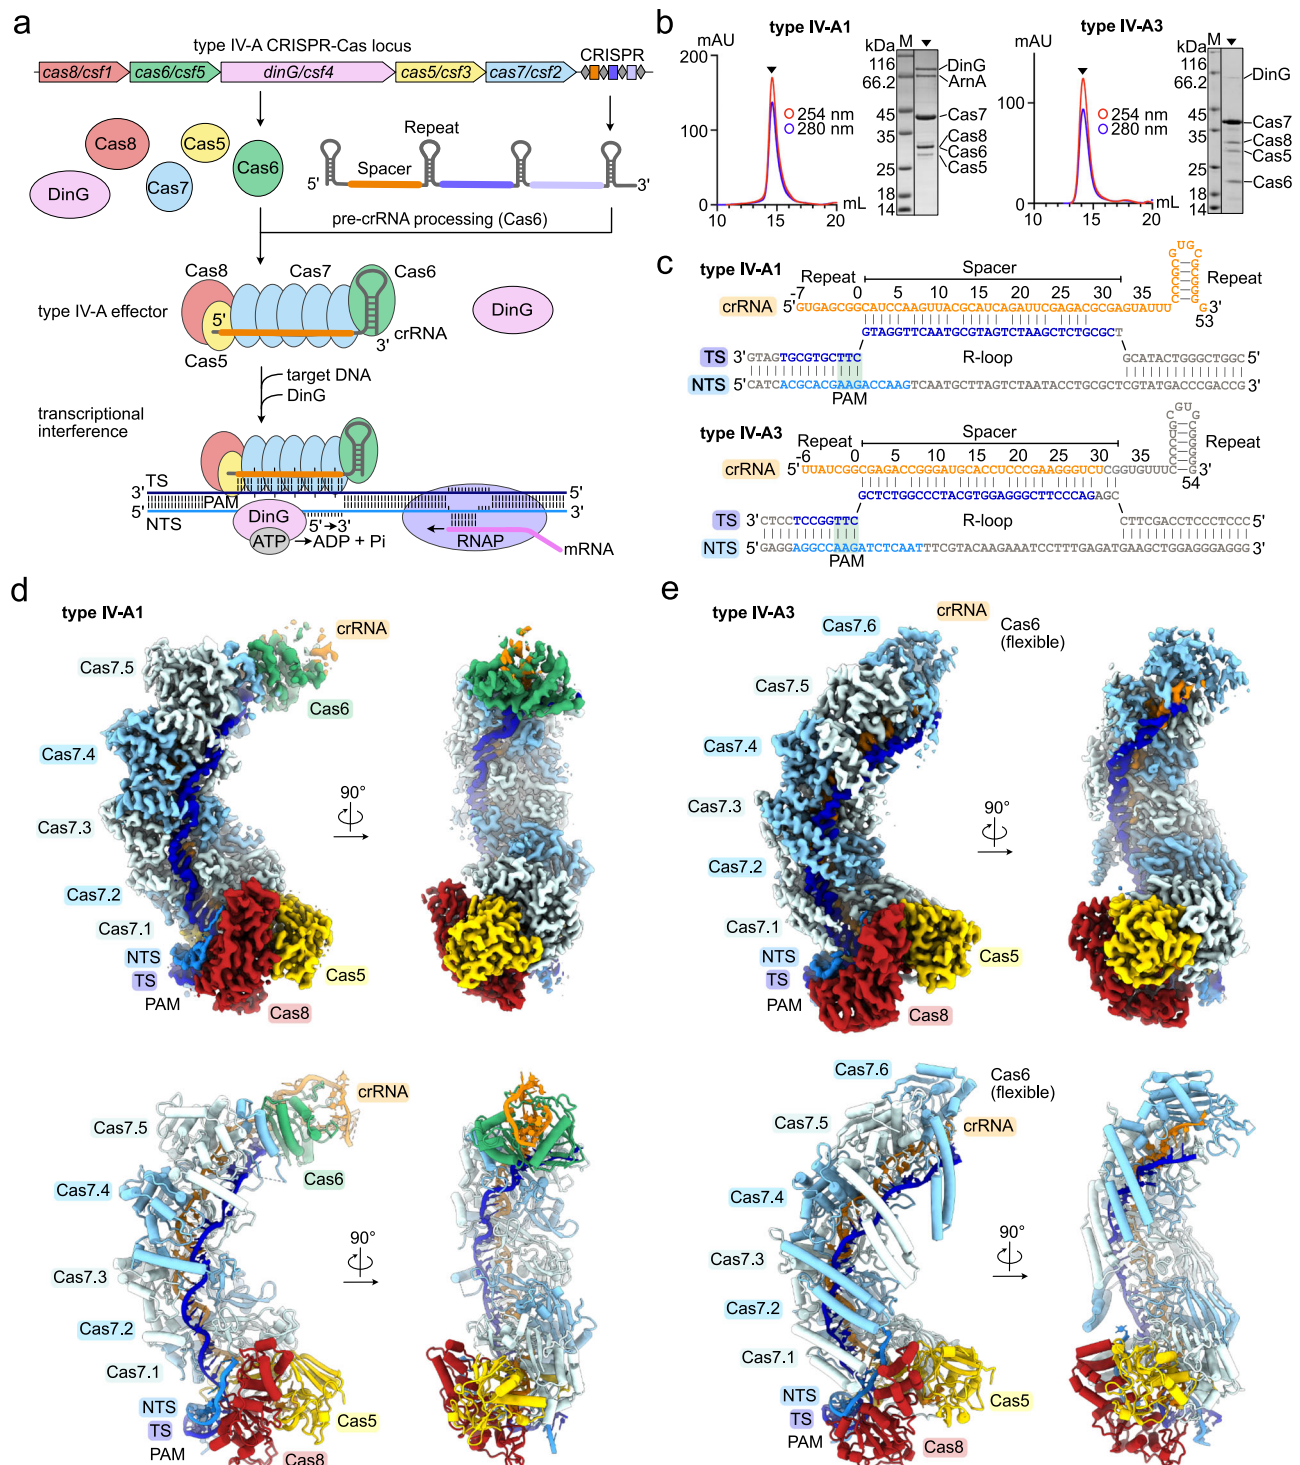 a
type IV-A CRISPR-Cas locus
CRISPR
cas8/csf1
cas6/csf5
dinG/csf4
cas5/csf3
cas7/csf2
Cas8
Cas5
Cas6
Cas7
DinG
Repeat
Spacer
5'
3'
pre-crRNA processing (Cas6)
Cas8
Cas7
Cas6
type IV-A effector
5'
DinG
crRNA
3'
Cas5
target DNA
DinG
transcriptional
interference
TS
3'
5'
PAM
5'
NTS
DinG
5'
3'
3'
ATP
ADP + Pi
RNAP
mRNA
b
type IV-A1
mAU
200
100
0
10
15
20
mL
254 nm
280 nm
kDa
M
116
66.2
45
35
25
18
14
DinG
ArnA
Cas7
Cas8
Cas6
Cas5
type IV-A3
mAU
100
0
10
15
20
mL
254 nm
280 nm
kDa
M
116
66.2
45
35
25
18
14
DinG
Cas7
Cas8
Cas5
Cas6
c
type IV-A1
Repeat
Spacer
Repeat
-7 0 5 10 15 20 25 30 35
crRNA
5'
GUGAGCGGCAUCCAAGUUACGCAUCAGAUUCGAGACGCGAGUAUUU
3'
53
GTAGGTTCAATGCGTAGTCTAAGCTCTGCGCT
TS
3'
GTAGTGCGTGCTTC
R-loop
GCATACTGGGCTGGC
5'
NTS
5'
CATCACGCACGAAGACCAAGTCAATGCTTAGTCTAATACCTGCGCTCGTATGACCCGACCG
3'
PAM
type IV-A3
Repeat
Spacer
Repeat
-6 0 5 10 15 20 25 30 35
crRNA
5'
UUAUCGGCGAGACCGGGAUGCACCUCCCGAAGGGUCUCGGUGUUUC
3'
54
GCTCTGGCCCTACGTGGAGGGCTTCCCAGAGC
TS
3'
CTCCTCCGGTTC
R-loop
CTTCGACCTCCCTCCC
5'
NTS
5'
GAGGAGGCCAAGATCTCAATTTCGTACAAGAAATCCTTTGAGATGAAGCTGGAGGGAGGG
3'
PAM
d
type IV-A1
crRNA
Cas7.5
Cas6
Cas7.4
90°
Cas7.3
Cas7.2
Cas7.1
NTS
TS
PAM
Cas5
Cas8
crRNA
Cas7.5
Cas6
Cas7.4
90°
Cas7.3
Cas7.2
Cas7.1
NTS
TS
PAM
Cas5
Cas8
e
type IV-A3
crRNA
Cas7.6
Cas6
(flexible)
Cas7.5
Cas7.4
90°
Cas7.3
Cas7.2
Cas7.1
NTS
TS
PAM
Cas5
Cas8
Cas7.6
Cas6
(flexible)
Cas7.5
crRNA
Cas7.4
90°
Cas7.3
Cas7.2
Cas7.1
NTS
TS
PAM
Cas5
Cas8